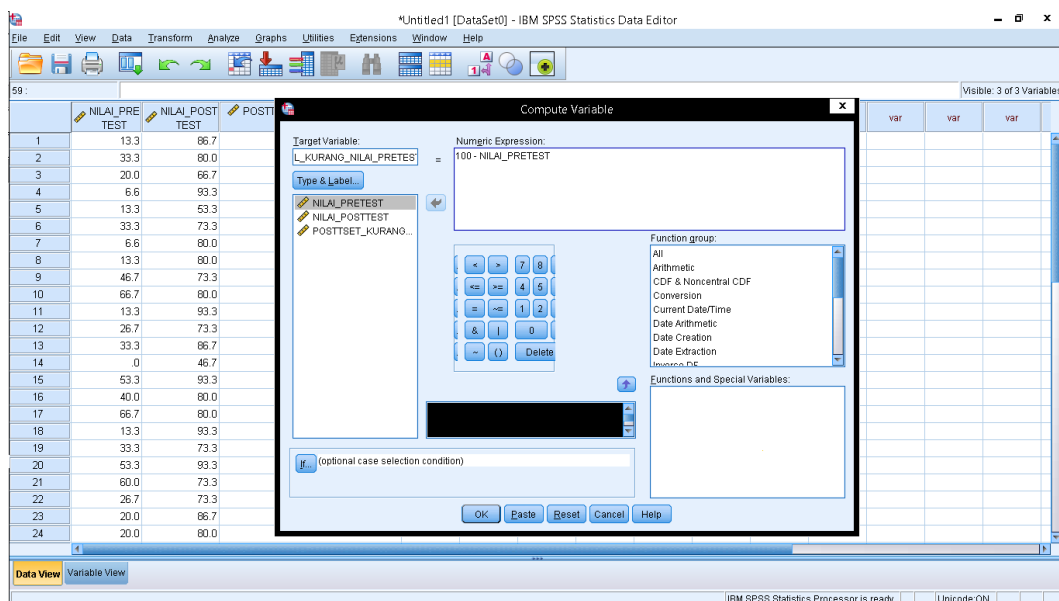 *Untitled1 [DataSet0] - IBM SPSS Statistics Data Editor
File Edit View Data Transform Analyze Graphs Utilities Extensions Window Help
59 :
Visible: 3 of 3 Variables
NILAI_PRETEST NILAI_POSTTEST POSTT var var var
1 13.3 86.7
2 33.3 80.0
3 20.0 66.7
4 6.6 93.3
5 13.3 53.3
6 33.3 73.3
7 6.6 80.0
8 13.3 80.0
9 46.7 73.3
10 66.7 80.0
11 13.3 93.3
12 26.7 73.3
13 33.3 86.7
14 .0 46.7
15 53.3 93.3
16 40.0 80.0
17 66.7 80.0
18 13.3 93.3
19 33.3 73.3
20 53.3 93.3
21 60.0 73.3
22 26.7 73.3
23 20.0 86.7
24 20.0 80.0
Compute Variable
Target Variable:
L_KURANG_NILAI_PRETEST
=
Numeric Expression:
100 - NILAI_PRETEST
Type & Label...
NILAI_PRETEST
NILAI_POSTTEST
POSTTSET_KURANG...
< > 7 8
<= >= 4 5
= ~= 1 2
& | 0
~ () Delete
Function group:
All
Arithmetic
CDF & Noncentral CDF
Conversion
Current Date/Time
Date Arithmetic
Date Creation
Date Extraction
Inverse DF
Functions and Special Variables:
If... (optional case selection condition)
OK Paste Reset Cancel Help
Data View Variable View
IBM SPSS Statistics Processor is ready Unicode:ON